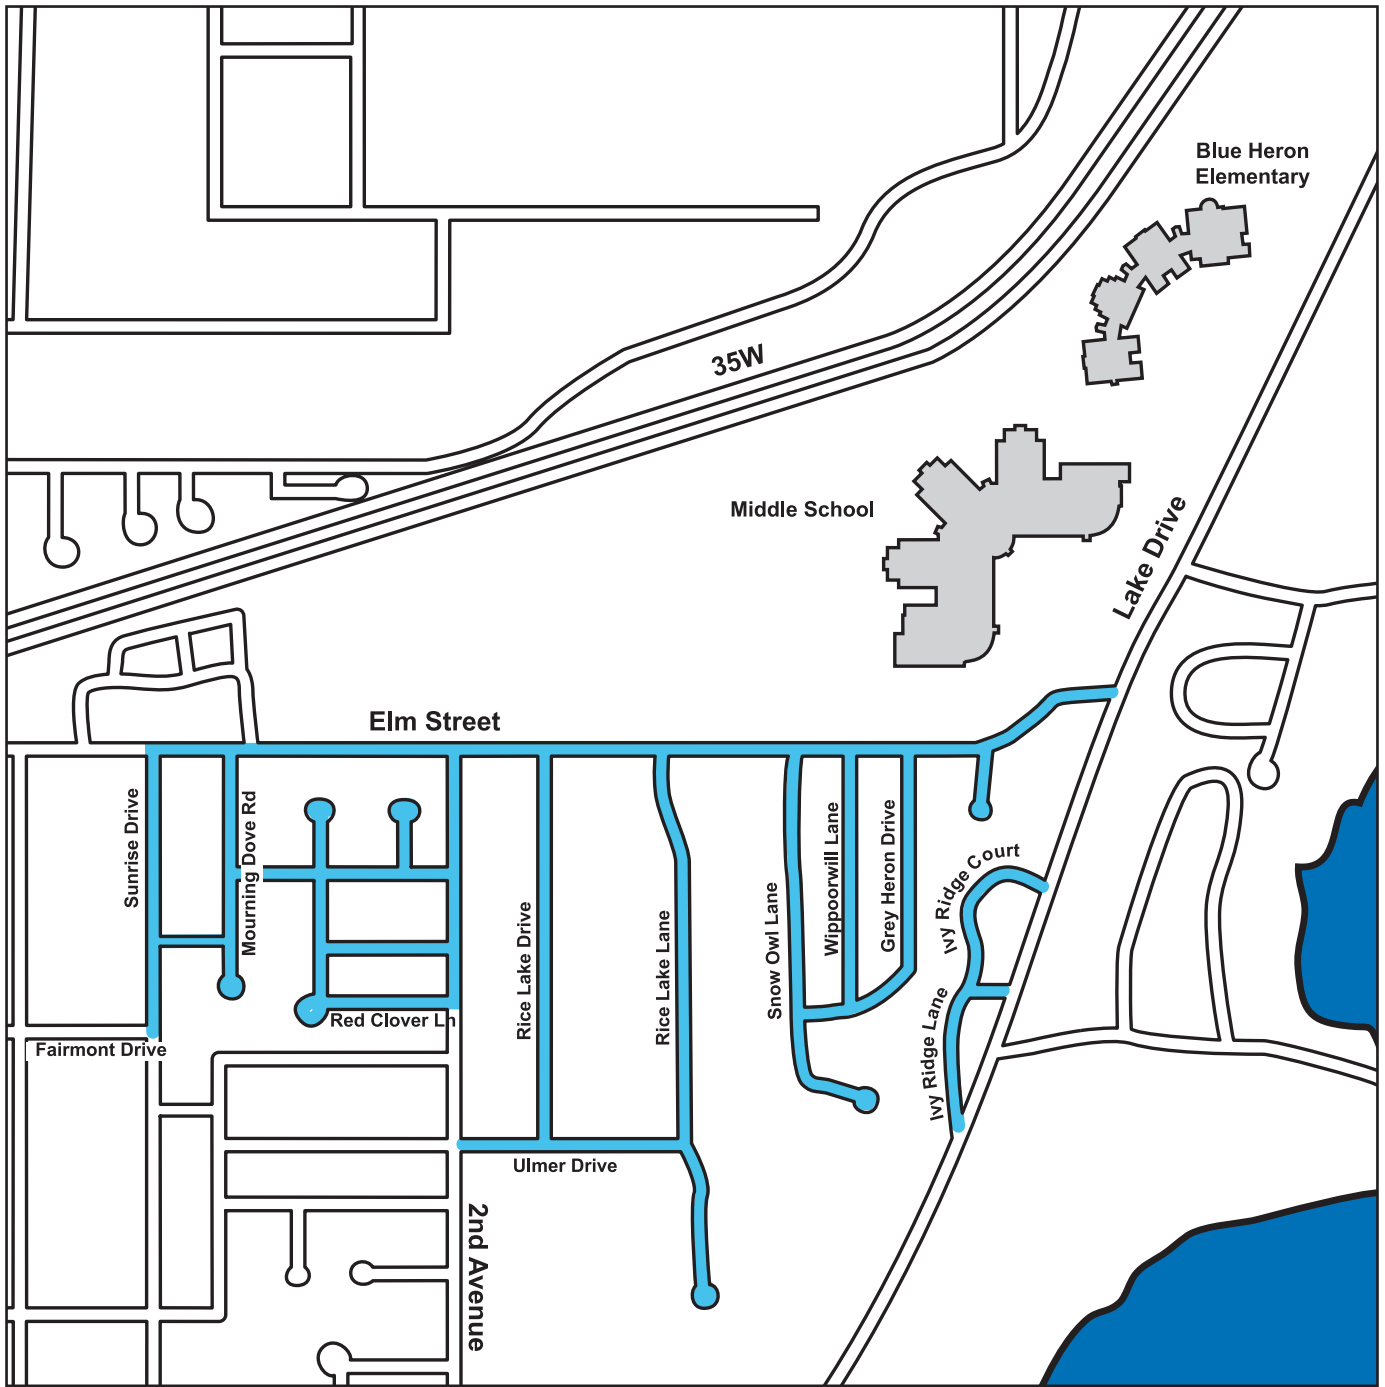 Blue Heron
Elementary
35W
Middle School
Lake Drive
Elm Street
Sunrise Drive
Mourning Dove Rd
Rice Lake Drive
Rice Lake Lane
Snow Owl Lane
Wippoorwill Lane
Grey Heron Drive
Ivy Ridge Court
Ivy Ridge Lane
Red Clover Ln
Fairmont Drive
Ulmer Drive
2nd Avenue